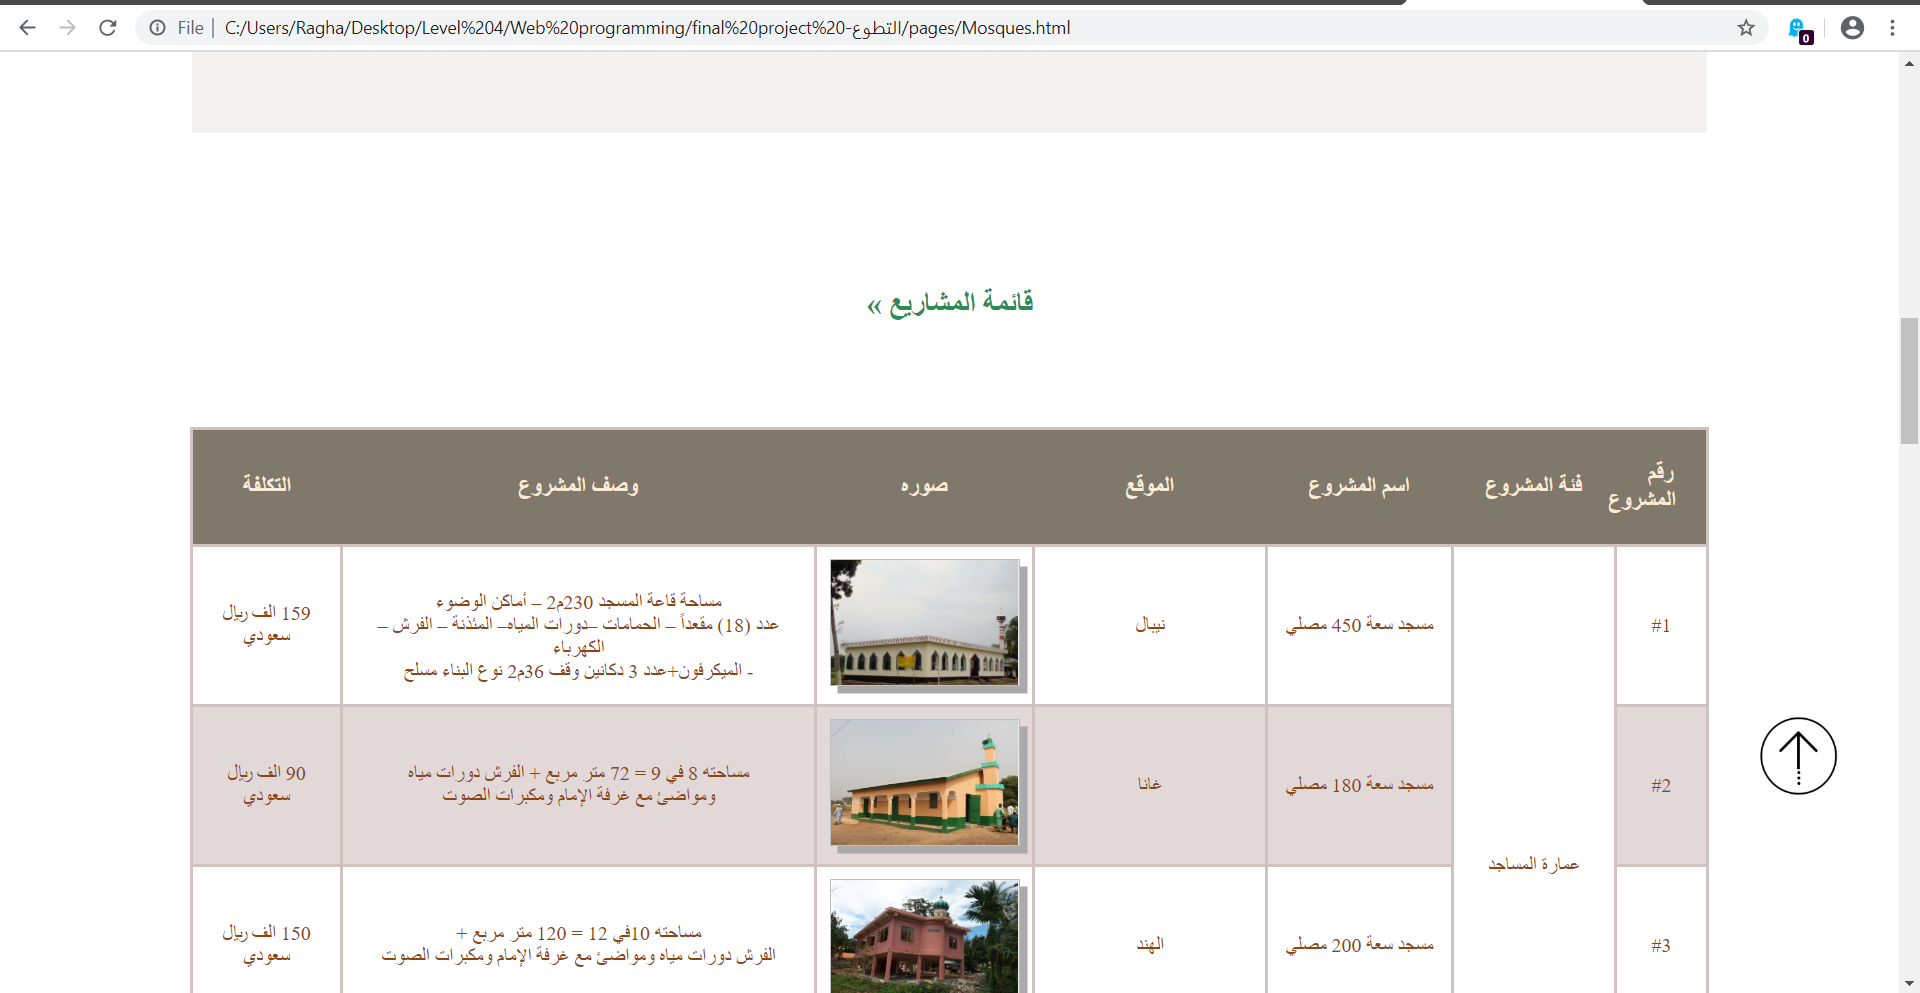 File | C:/Users/Ragha/Desktop/Level%204/Web%20programming/final%20project%20-التطوع/pages/Mosques.html
0
قائمة المشاريع »
رقم المشروع
فئة المشروع
اسم المشروع
الموقع
صوره
وصف المشروع
التكلفة
#1
عمارة المساجد
مسجد سعة 450 مصلي
نيبال
مساحة قاعة المسجد 230م2 – أماكن الوضوء
عدد (18) مقعداً – الحمامات –دورات المياه– المئذنة – الفرش –
الكهرباء
- الميكرفون+عدد 3 دكانين وقف 36م2 نوع البناء مسلح
159 الف ريال
سعودي
#2
مسجد سعة 180 مصلي
غانا
مساحته 8 في 9 = 72 متر مربع + الفرش دورات مياه
ومواضئ مع غرفة الإمام ومكبرات الصوت
90 الف ريال
سعودي
#3
مسجد سعة 200 مصلي
الهند
مساحته 10في 12 = 120 متر مربع +
الفرش دورات مياه ومواضئ مع غرفة الإمام ومكبرات الصوت
150 الف ريال
سعودي